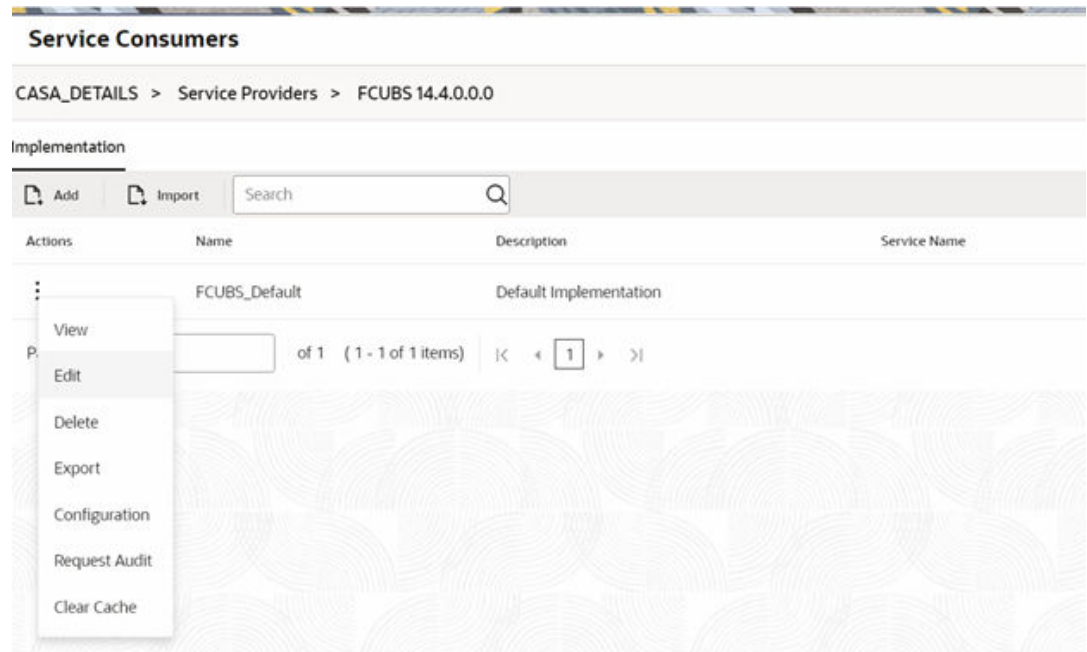 Service Consumers
CASA_DETAILS > Service Providers > FCUBS 14.4.0.0.0
Implementation
Add Import Search
Actions Name Description Service Name
FCUBS_Default Default Implementation
of 1 (1 - 1 of 1 items) 1
View
Edit
Delete
Export
Configuration
Request Audit
Clear Cache